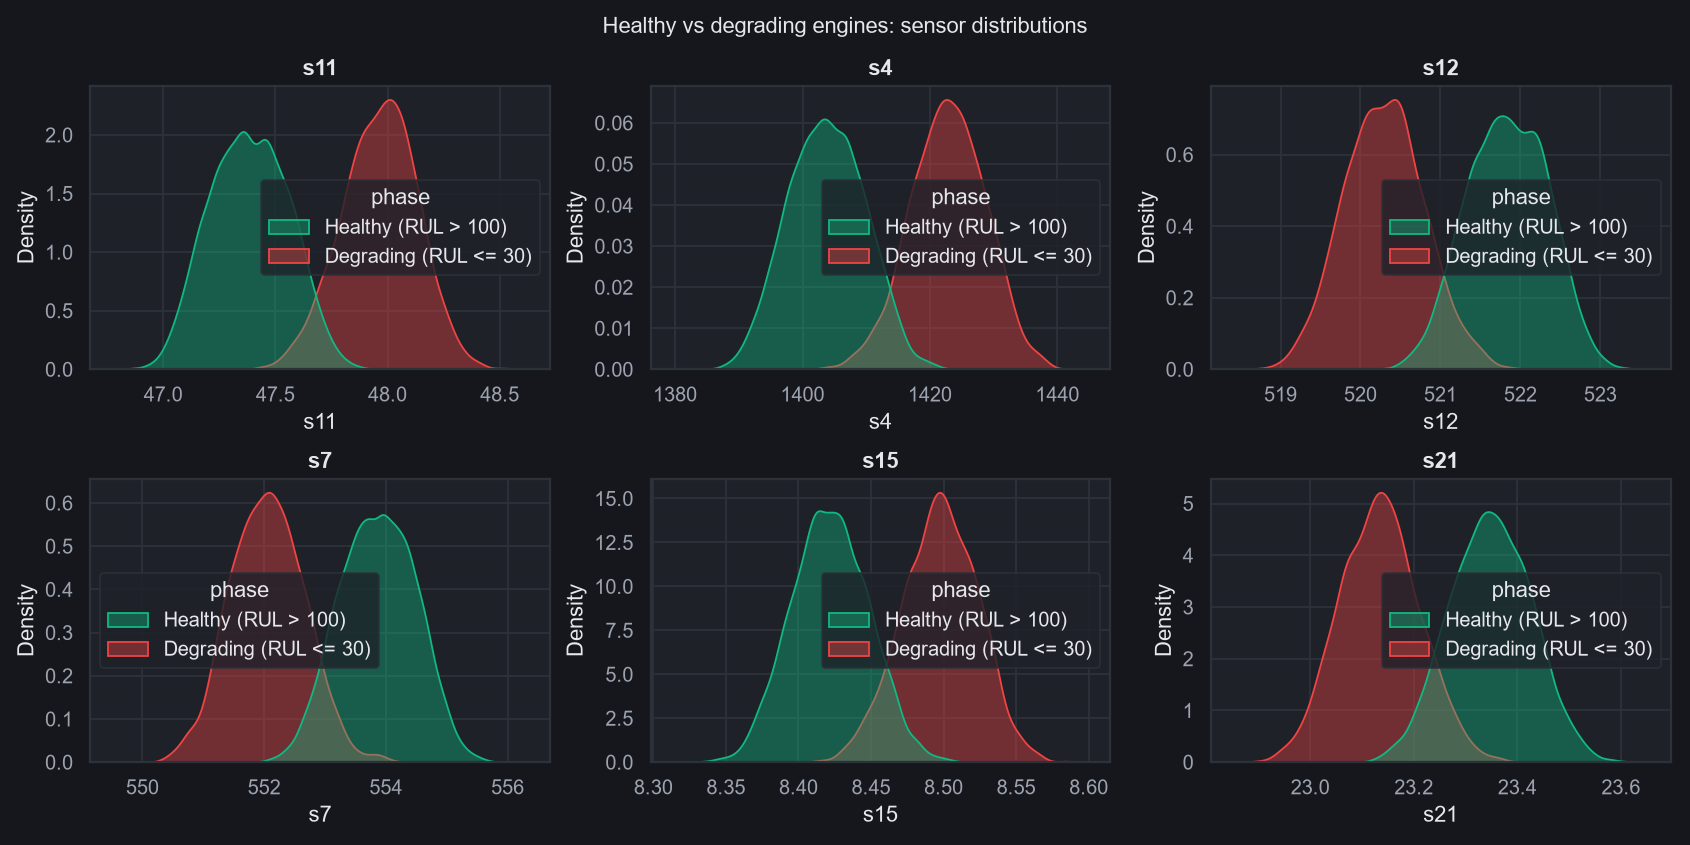 Healthy vs degrading engines: sensor distributions
s11
Density
2.0
1.5
1.0
0.5
0.0
phase
Healthy (RUL > 100)
Degrading (RUL <= 30)
47.0 47.5 48.0 48.5
s11
s4
Density
0.06
0.05
0.04
0.03
0.02
0.01
0.00
phase
Healthy (RUL > 100)
Degrading (RUL <= 30)
1380 1400 1420 1440
s4
s12
Density
0.6
0.4
0.2
0.0
phase
Healthy (RUL > 100)
Degrading (RUL <= 30)
519 520 521 522 523
s12
s7
Density
0.6
0.5
0.4
0.3
0.2
0.1
0.0
phase
Healthy (RUL > 100)
Degrading (RUL <= 30)
550 552 554 556
s7
s15
Density
15.0
12.5
10.0
7.5
5.0
2.5
0.0
phase
Healthy (RUL > 100)
Degrading (RUL <= 30)
8.30 8.35 8.40 8.45 8.50 8.55 8.60
s15
s21
Density
5
4
3
2
1
0
phase
Healthy (RUL > 100)
Degrading (RUL <= 30)
23.0 23.2 23.4 23.6
s21